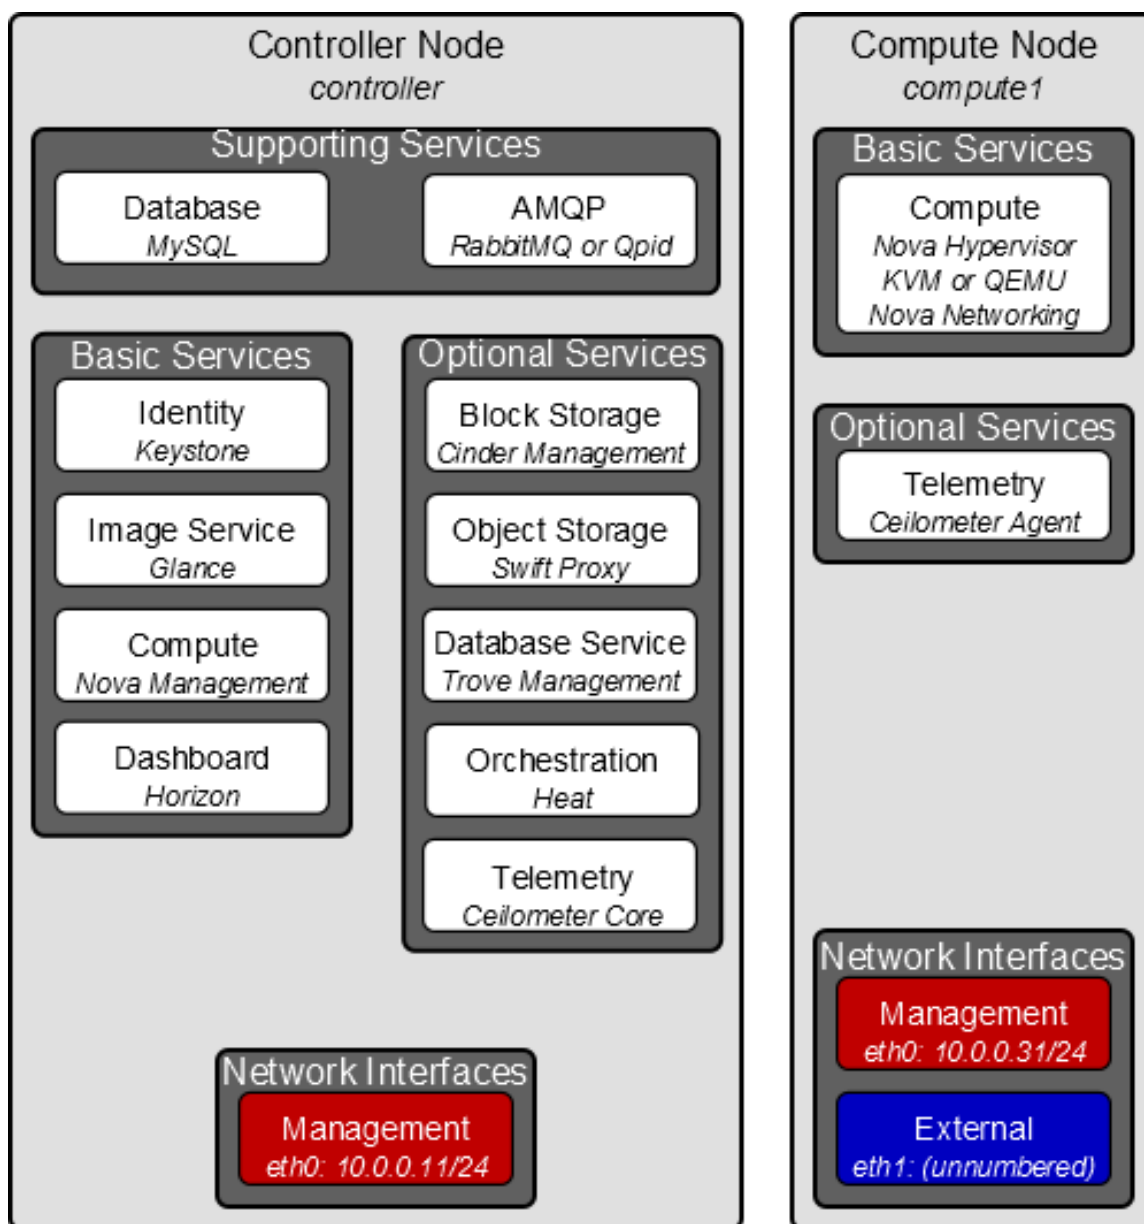 Controller Node
controller
Supporting Services
Database
MySQL
AMQP
RabbitMQ or Qpid
Basic Services
Identity
Keystone
Image Service
Glance
Compute
Nova Management
Dashboard
Horizon
Optional Services
Block Storage
Cinder Management
Object Storage
Swift Proxy
Database Service
Trove Management
Orchestration
Heat
Telemetry
Ceilometer Core
Network Interfaces
Management
eth0: 10.0.0.11/24
Compute Node
compute1
Basic Services
Compute
Nova Hypervisor
KVM or QEMU
Nova Networking
Optional Services
Telemetry
Ceilometer Agent
Network Interfaces
Management
eth0: 10.0.0.31/24
External
eth1: (unnumbered)